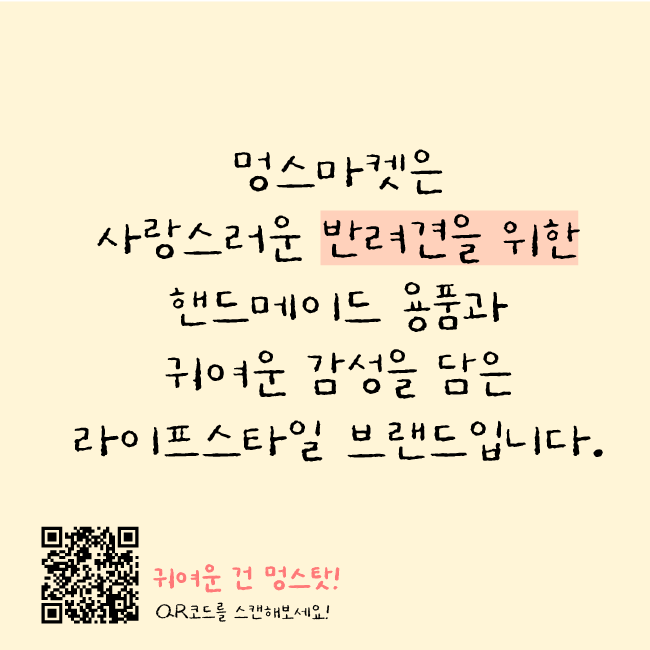 멍스마켓은
사랑스러운 반려견을 위한
핸드메이드 용품과
귀여운 감성을 담은
라이프스타일 브랜드입니다.
귀여운 건 멍스탓!
QR코드를 스캔해보세요!